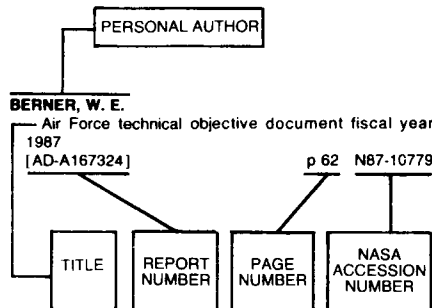 PERSONAL AUTHOR
BERNER, W. E.
Air Force technical objective document fiscal year
1987
[AD-A167324] p 62 N87-10779
TITLE
REPORT
NUMBER
PAGE
NUMBER
NASA
ACCESSION
NUMBER